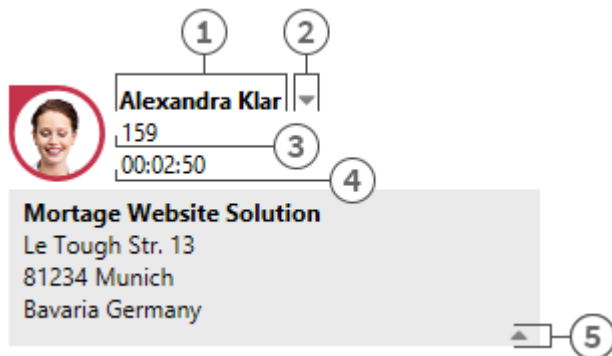 1 2
Alexandra Klar
159
3
00:02:50
4
Mortage Website Solution
Le Tough Str. 13
81234 Munich
Bavaria Germany
5